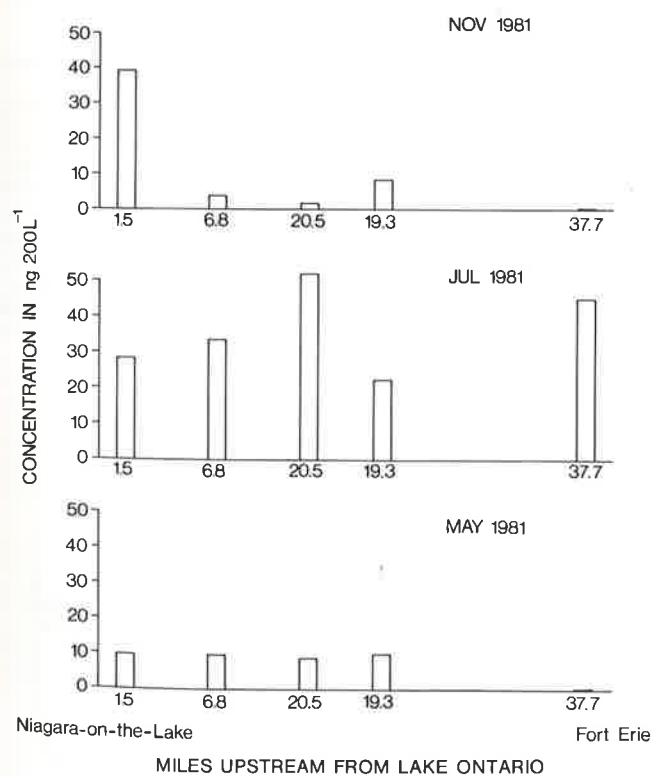 NOV 1981
50
40
30
20
10
0
1.5 6.8 20.5 19.3 37.7
CONCENTRATION IN ng 200L⁻¹
JUL 1981
50
40
30
20
10
0
1.5 6.8 20.5 19.3 37.7
MAY 1981
50
40
30
20
10
0
1.5 6.8 20.5 19.3 37.7
Niagara-on-the-Lake Fort Erie
MILES UPSTREAM FROM LAKE ONTARIO